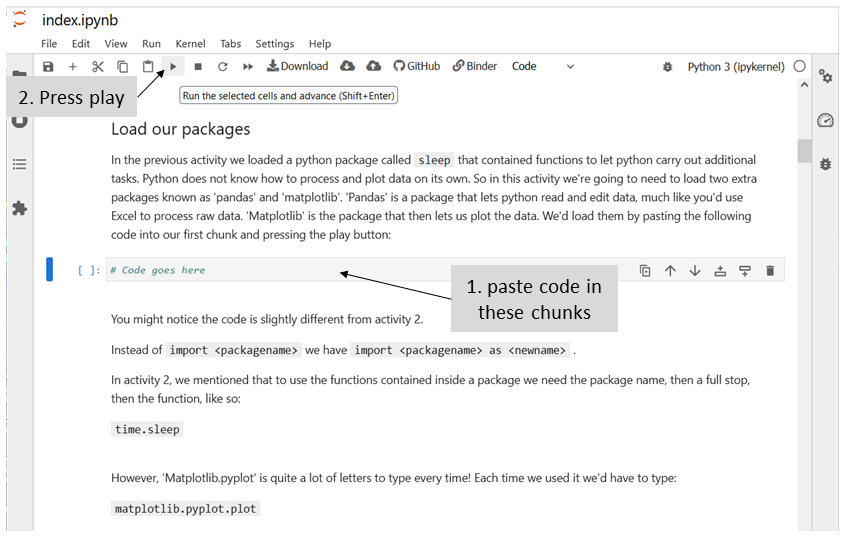 index.ipynb
File Edit View Run Kernel Tabs Settings Help
Download GitHub Binder Code Python 3 (ipykernel)
2. Press play
Run the selected cells and advance (Shift+Enter)
Load our packages
In the previous activity we loaded a python package called sleep that contained functions to let python carry out additional
tasks. Python does not know how to process and plot data on its own. So in this activity we're going to need to load two extra
packages known as 'pandas' and 'matplotlib'. 'Pandas' is a package that lets python read and edit data, much like you'd use
Excel to process raw data. 'Matplotlib' is the package that then lets us plot the data. We'd load them by pasting the following
code into our first chunk and pressing the play button:
[ ]: # Code goes here
1. paste code in
these chunks
You might notice the code is slightly different from activity 2.
Instead of import <packagename> we have import <packagename> as <newname> .
In activity 2, we mentioned that to use the functions contained inside a package we need the package name, then a full stop,
then the function, like so:
time.sleep
However, 'Matplotlib.pyplot' is quite a lot of letters to type every time! Each time we used it we'd have to type:
matplotlib.pyplot.plot